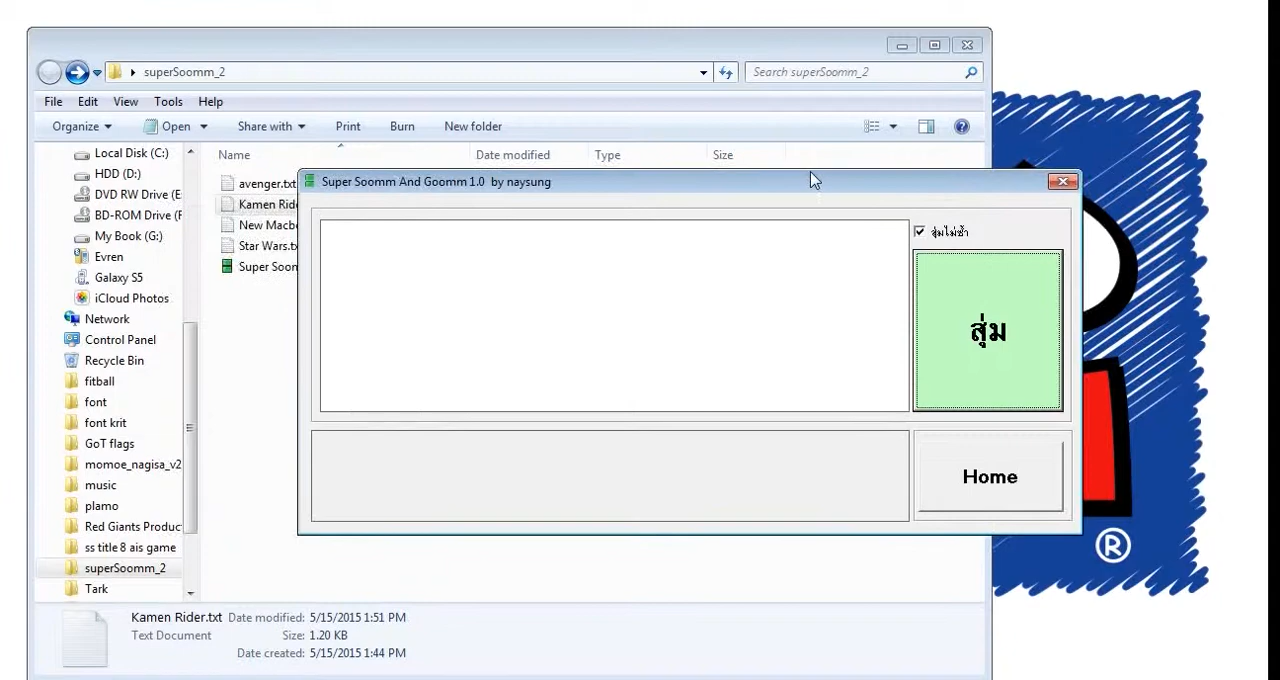 superSoomm_2
Search superSoomm_2
File Edit View Tools Help
Organize Open Share with Print Burn New folder
Local Disk (C:)
HDD (D:)
DVD RW Drive (E
BD-ROM Drive (F
My Book (G:)
Evren
Galaxy S5
iCloud Photos
Network
Control Panel
Recycle Bin
fitball
font
font krit
GoT flags
momoe_nagisa_v2
music
plamo
Red Giants Produc
ss title 8 ais game
superSoomm_2
Tark
Name Date modified Type Size
avenger.txt
Kamen Ride
New Macb
Star Wars.tx
Super Soon
Super Soomm And Goomm 1.0 by naysung
สุ่มไม่ซ้ำ
สุ่ม
Home
®
Kamen Rider.txt Date modified: 5/15/2015 1:51 PM
Text Document Size: 1.20 KB
Date created: 5/15/2015 1:44 PM